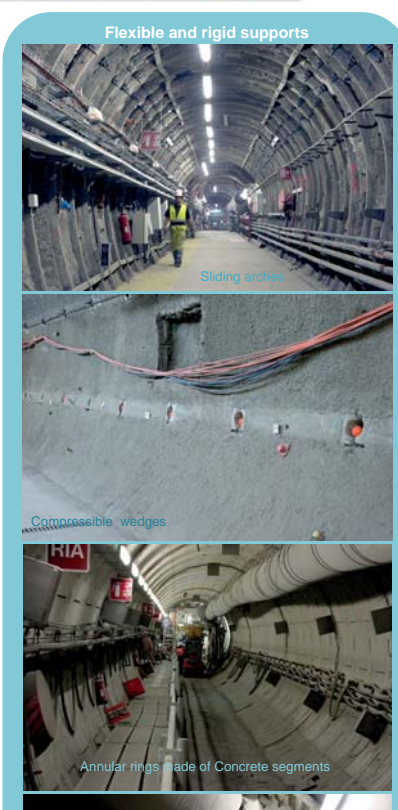 Flexible and rigid supports
Sliding arches
Compressible wedges
RIA
Annular rings made of Concrete segments